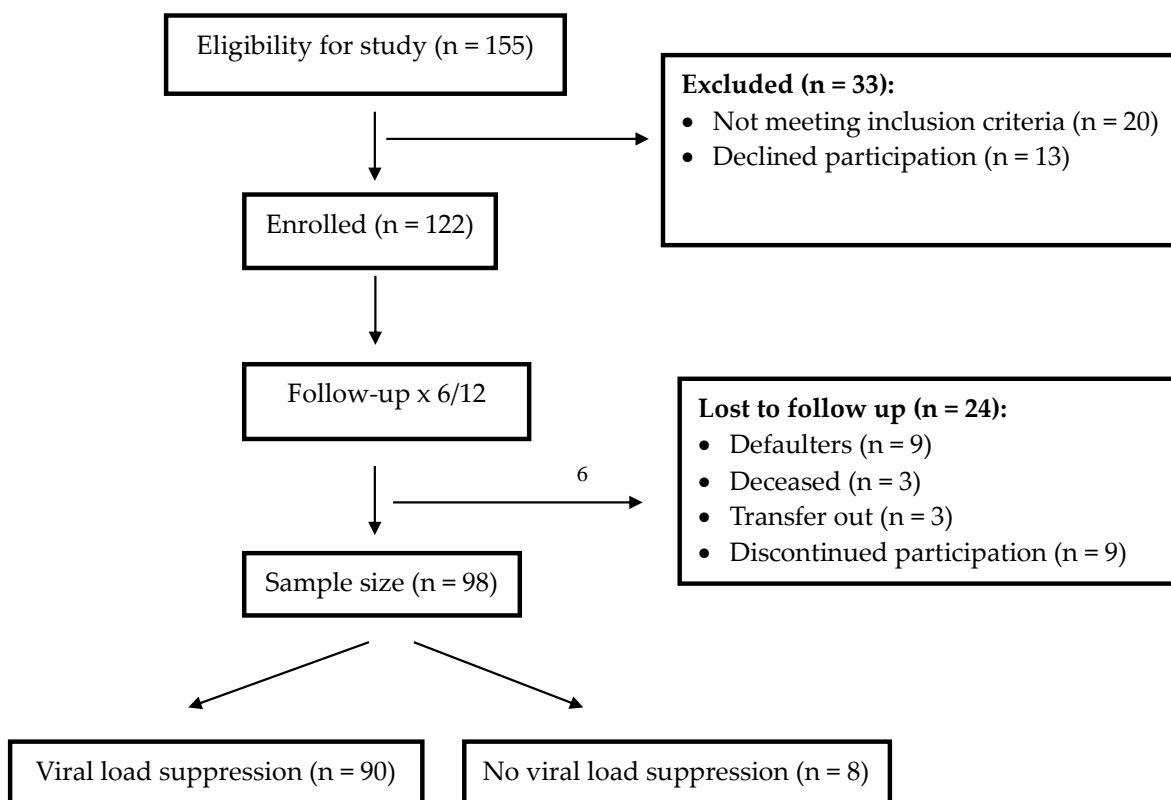 Eligibility for study (n = 155)
Excluded (n = 33):
• Not meeting inclusion criteria (n = 20)
• Declined participation (n = 13)
Enrolled (n = 122)
Follow-up x 6/12
Lost to follow up (n = 24):
• Defaulters (n = 9)
• Deceased (n = 3)
• Transfer out (n = 3)
• Discontinued participation (n = 9)
6
Sample size (n = 98)
Viral load suppression (n = 90)
No viral load suppression (n = 8)